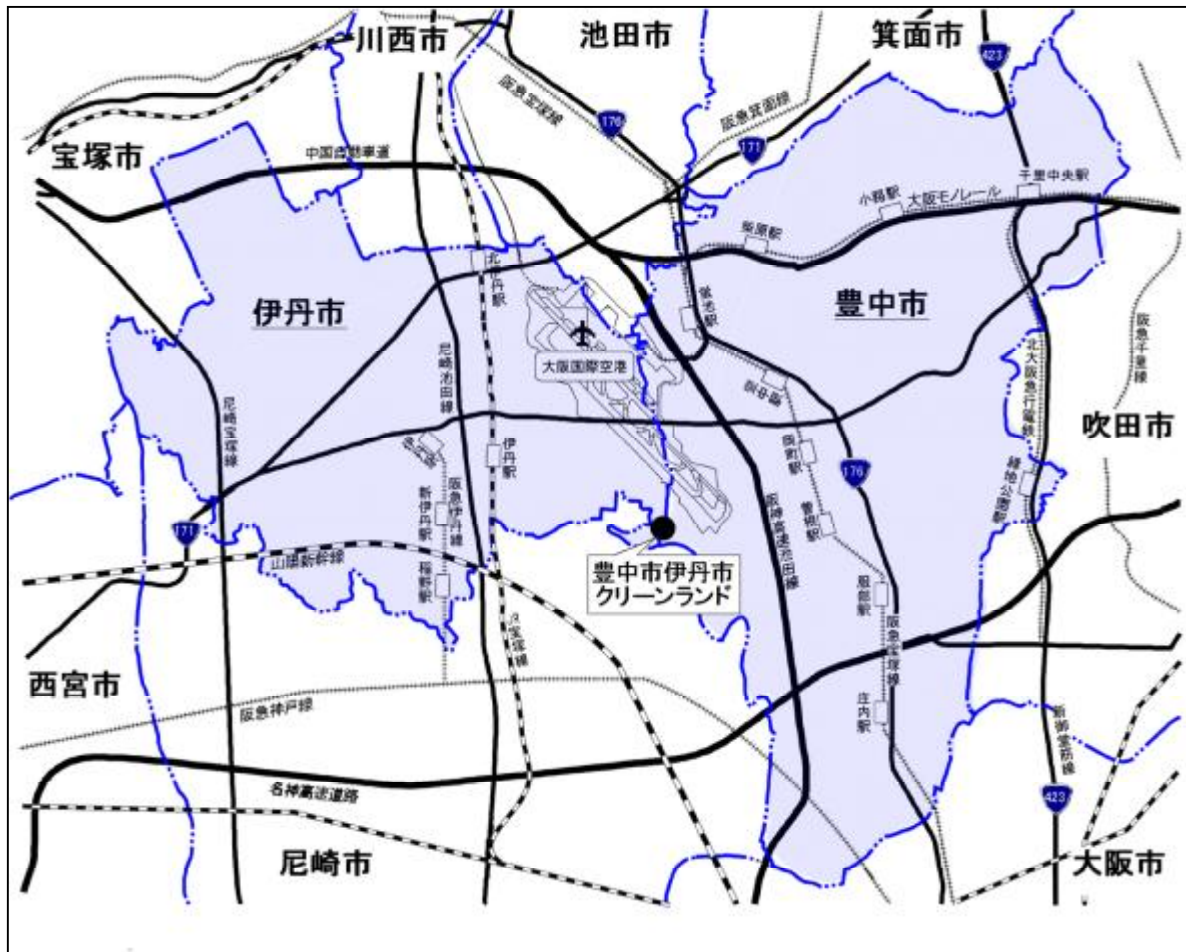 川西市
池田市
箕面市
423
阪急宝塚線
176
阪急箕面線
171
宝塚市
中国自動車道
千里中央駅
小路駅
大阪モノレール
柴原駅
北伊丹駅
伊丹市
豊中市
蛍池駅
大阪国際空港
尼崎池田線
阪急千里線
北大阪急行電鉄
豊中駅
尼崎宝塚線
吹田市
伊丹駅
伊丹駅
岡町駅
176
緑地公園駅
新伊丹駅
阪急伊丹線
曽根駅
阪神高速池田線
171
山陽新幹線
豊中市伊丹市
クリーンランド
稲野駅
服部駅
阪急宝塚線
宝塚線
西宮市
阪急神戸線
庄内駅
新御堂筋線
名神高速道路
423
尼崎市
大阪市